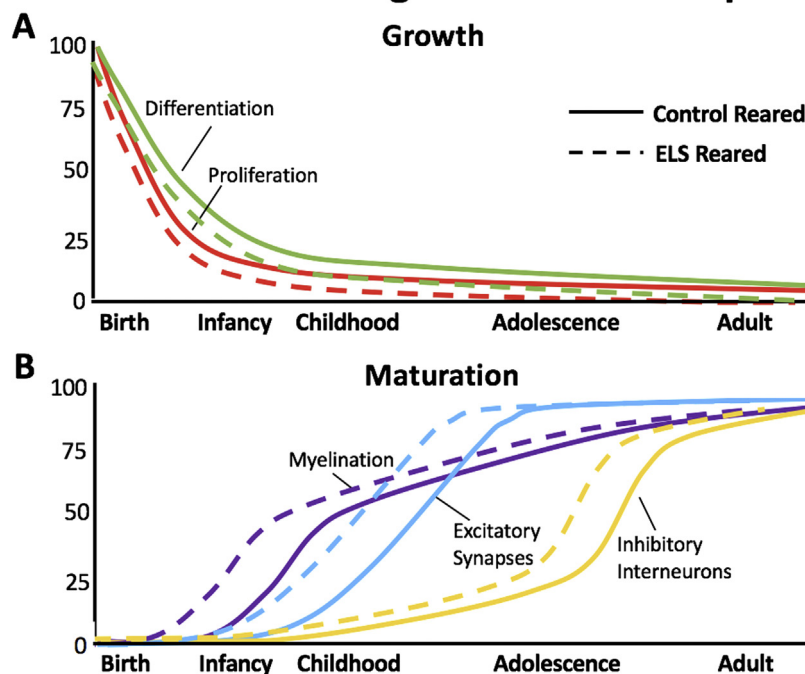 A
Growth
100
75
50
25
0
Differentiation
Proliferation
Control Reared
ELS Reared
Birth Infancy Childhood Adolescence Adult
B
Maturation
100
75
50
25
0
Myelination
Excitatory
Synapses
Inhibitory
Interneurons
Birth Infancy Childhood Adolescence Adult